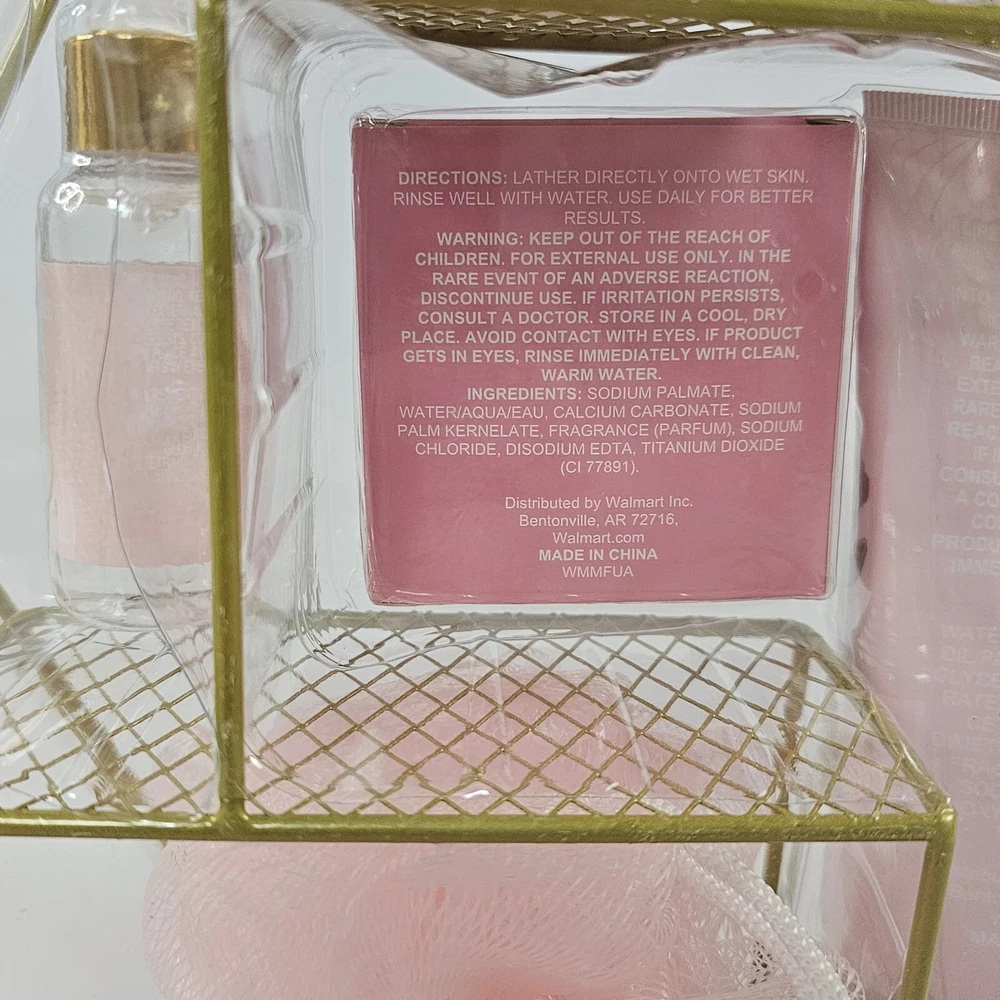 DIRECTIONS: LATHER DIRECTLY ONTO WET SKIN.
RINSE WELL WITH WATER. USE DAILY FOR BETTER
RESULTS.
WARNING: KEEP OUT OF THE REACH OF
CHILDREN. FOR EXTERNAL USE ONLY. IN THE
RARE EVENT OF AN ADVERSE REACTION,
DISCONTINUE USE. IF IRRITATION PERSISTS,
CONSULT A DOCTOR. STORE IN A COOL, DRY
PLACE. AVOID CONTACT WITH EYES. IF PRODUCT
GETS IN EYES, RINSE IMMEDIATELY WITH CLEAN,
WARM WATER.
INGREDIENTS: SODIUM PALMATE,
WATER/AQUA/EAU, CALCIUM CARBONATE, SODIUM
PALM KERNELATE, FRAGRANCE (PARFUM), SODIUM
CHLORIDE, DISODIUM EDTA, TITANIUM DIOXIDE
(CI 77891).
Distributed by Walmart Inc.
Bentonville, AR 72716,
Walmart.com
MADE IN CHINA
WMMFUA